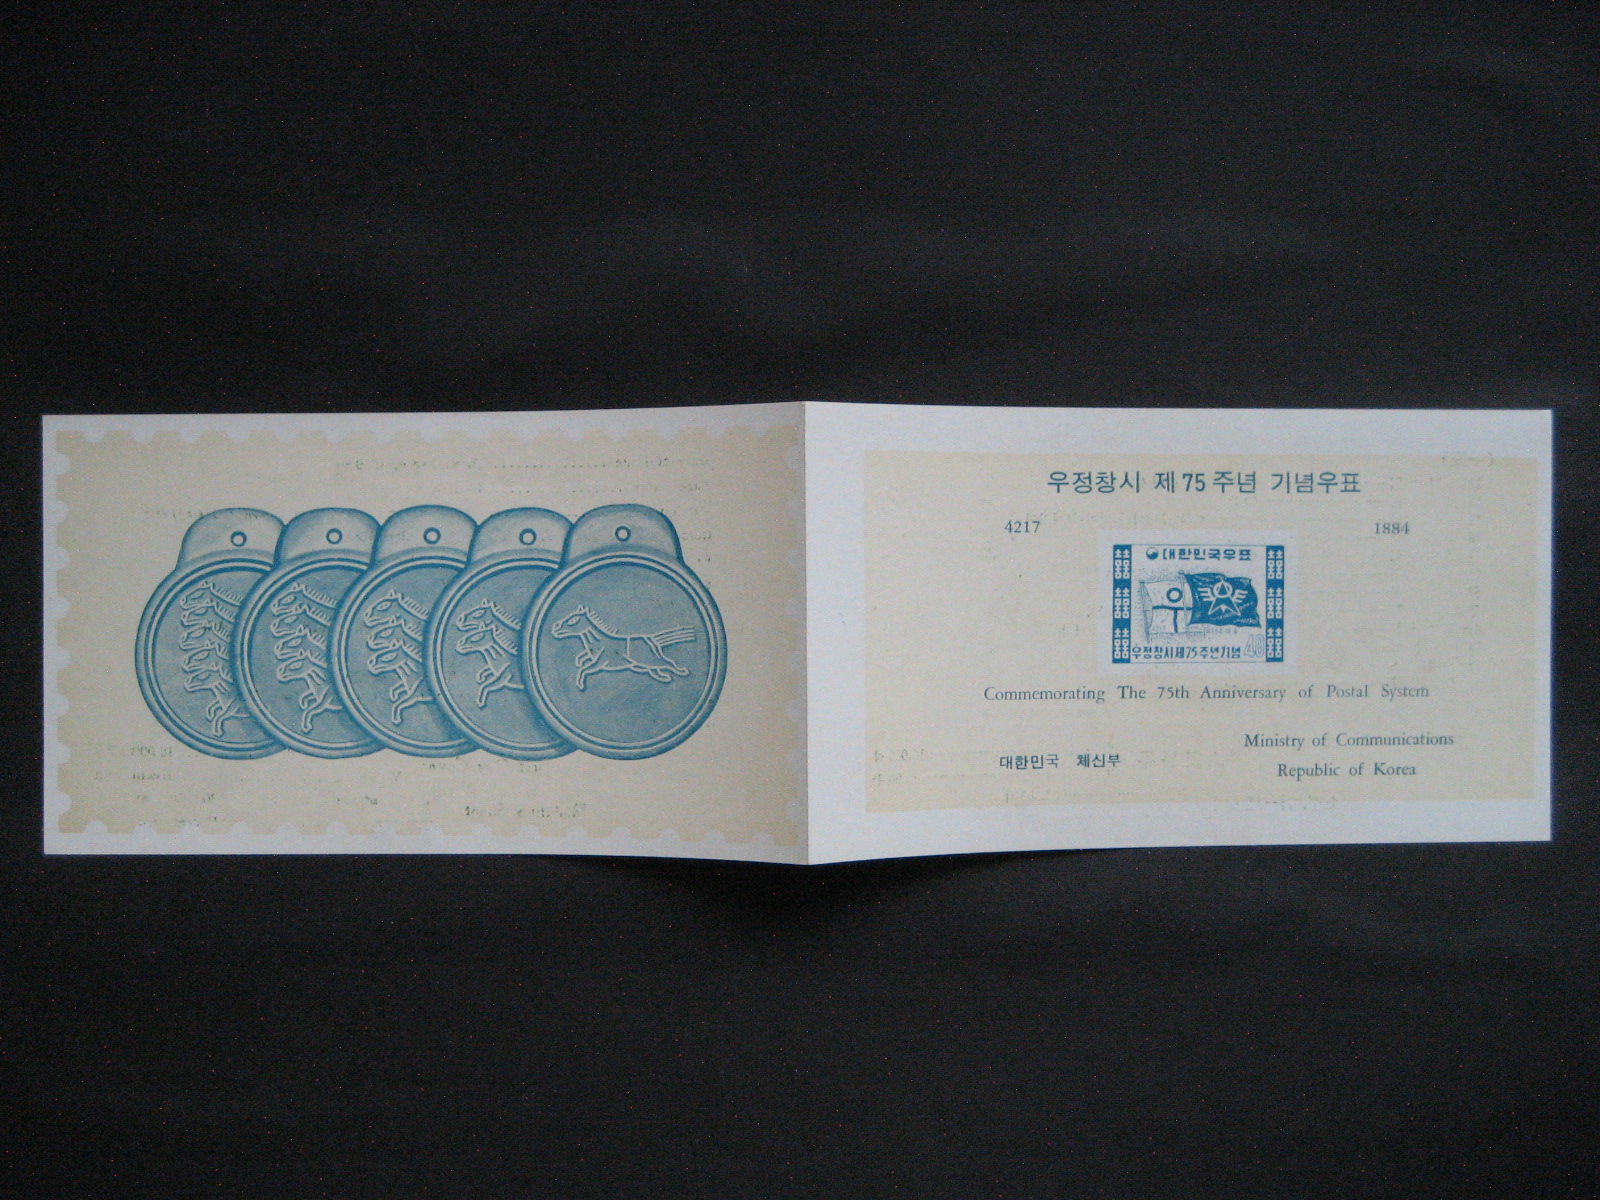 우정창시 제 75 주년 기념우표
4217 1884
대한민국우표
우
우정창시제75주년기념 40
Commemorating The 75th Anniversary of Postal System
대한민국 체신부
Ministry of Communications
Republic of Korea